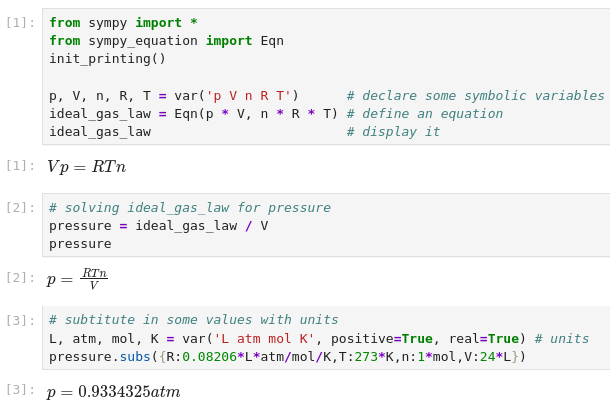 [1]: from sympy import *
from sympy_equation import Eqn
init_printing()
p, V, n, R, T = var('p V n R T')      # declare some symbolic variables
ideal_gas_law = Eqn(p * V, n * R * T) # define an equation
ideal_gas_law                         # display it
[1]: Vp = RTn
[2]: # solving ideal_gas_law for pressure
pressure = ideal_gas_law / V
pressure
[2]: p = RTn/V
[3]: # subtitute in some values with units
L, atm, mol, K = var('L atm mol K', positive=True, real=True) # units
pressure.subs({R:0.08206*L*atm/mol/K,T:273*K,n:1*mol,V:24*L})
[3]: p = 0.9334325atm